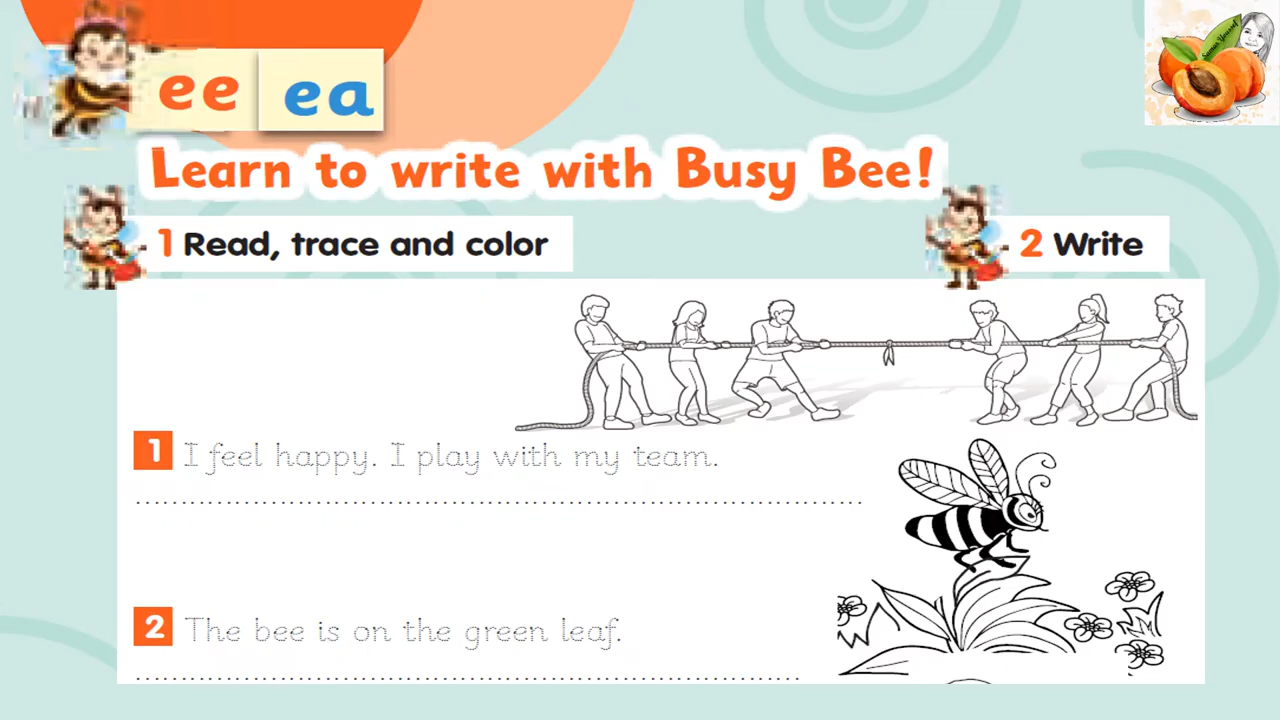 ee ea
Learn to write with Busy Bee!
1 Read, trace and color
2 Write
1 I feel happy. I play with my team.
2 The bee is on the green leaf.